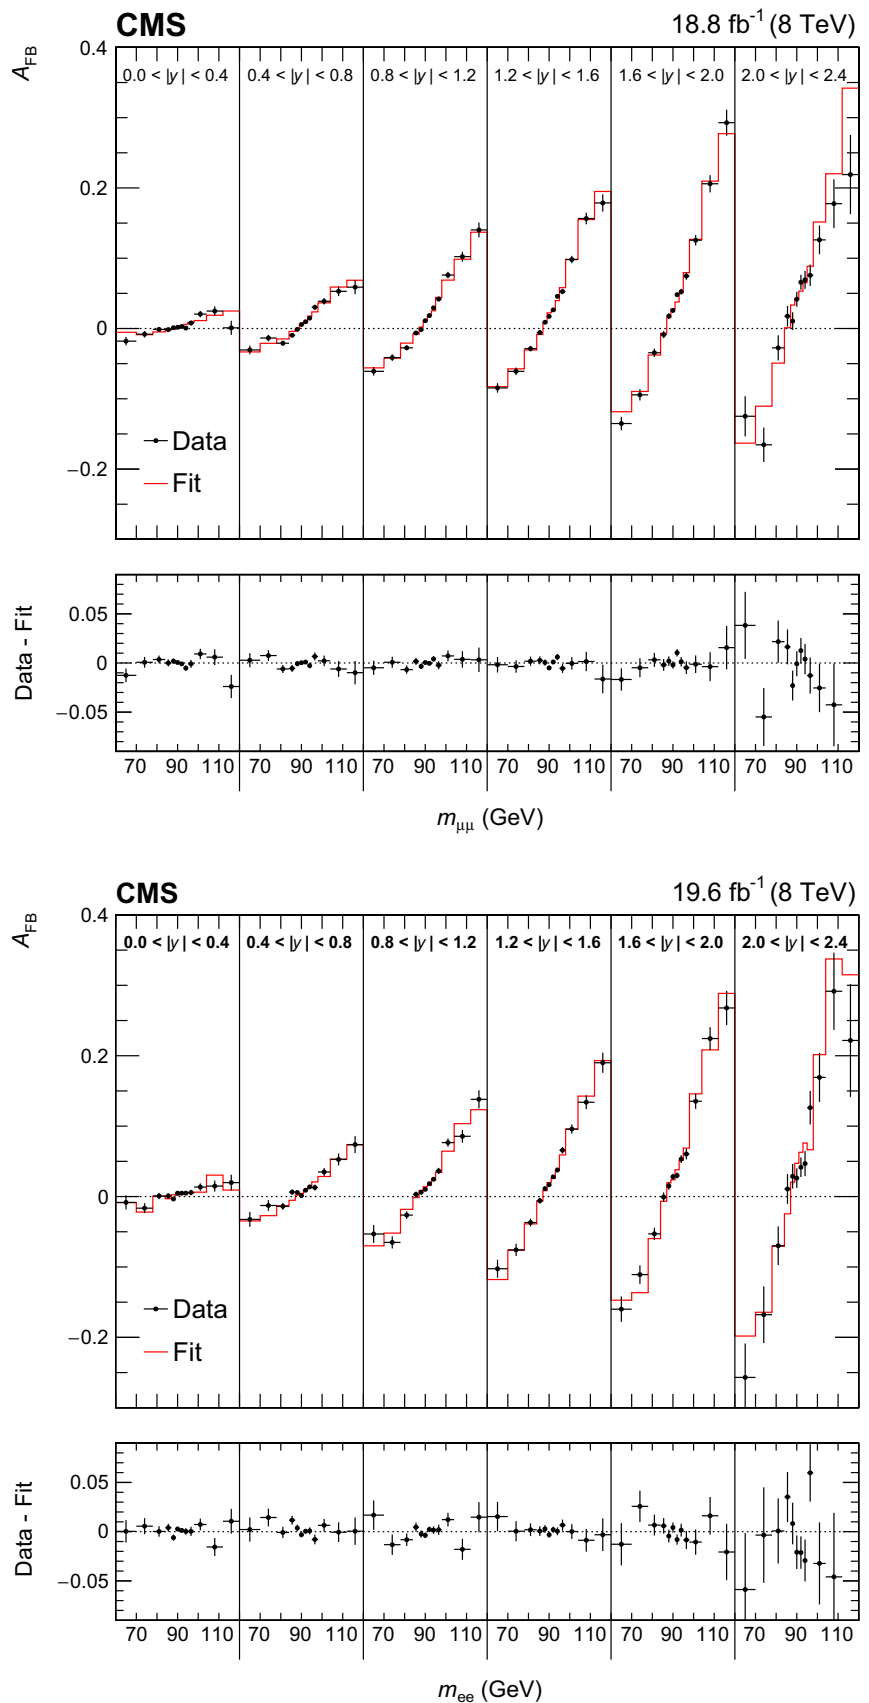 CMS 18.8 fb⁻¹ (8 TeV)
A_FB
0.4
0.0 < |y| < 0.4 0.4 < |y| < 0.8 0.8 < |y| < 1.2 1.2 < |y| < 1.6 1.6 < |y| < 2.0 2.0 < |y| < 2.4
0.2
0
Data
−0.2
Fit
Data - Fit
0.05
0
−0.05
70 90 110 70 90 110 70 90 110 70 90 110 70 90 110 70 90 110
m_μμ (GeV)
CMS 19.6 fb⁻¹ (8 TeV)
A_FB
0.4
0.0 < |y| < 0.4 0.4 < |y| < 0.8 0.8 < |y| < 1.2 1.2 < |y| < 1.6 1.6 < |y| < 2.0 2.0 < |y| < 2.4
0.2
0
Data
−0.2
Fit
Data - Fit
0.05
0
−0.05
70 90 110 70 90 110 70 90 110 70 90 110 70 90 110 70 90 110
m_ee (GeV)